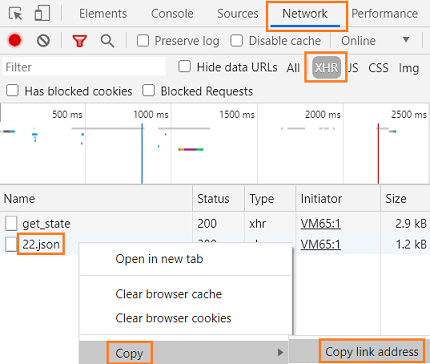 Elements Console Sources Network Performance
Preserve log Disable cache Online
Filter Hide data URLs All XHR JS CSS Img
Has blocked cookies Blocked Requests
500 ms 1000 ms 1500 ms 2000 ms 2500 ms
Name Status Type Initiator Size
get_state 200 xhr VM65:1 2.9 kB
22.json 200 VM65:1 1.2 kB
Open in new tab
Clear browser cache
Clear browser cookies
Copy Copy link address